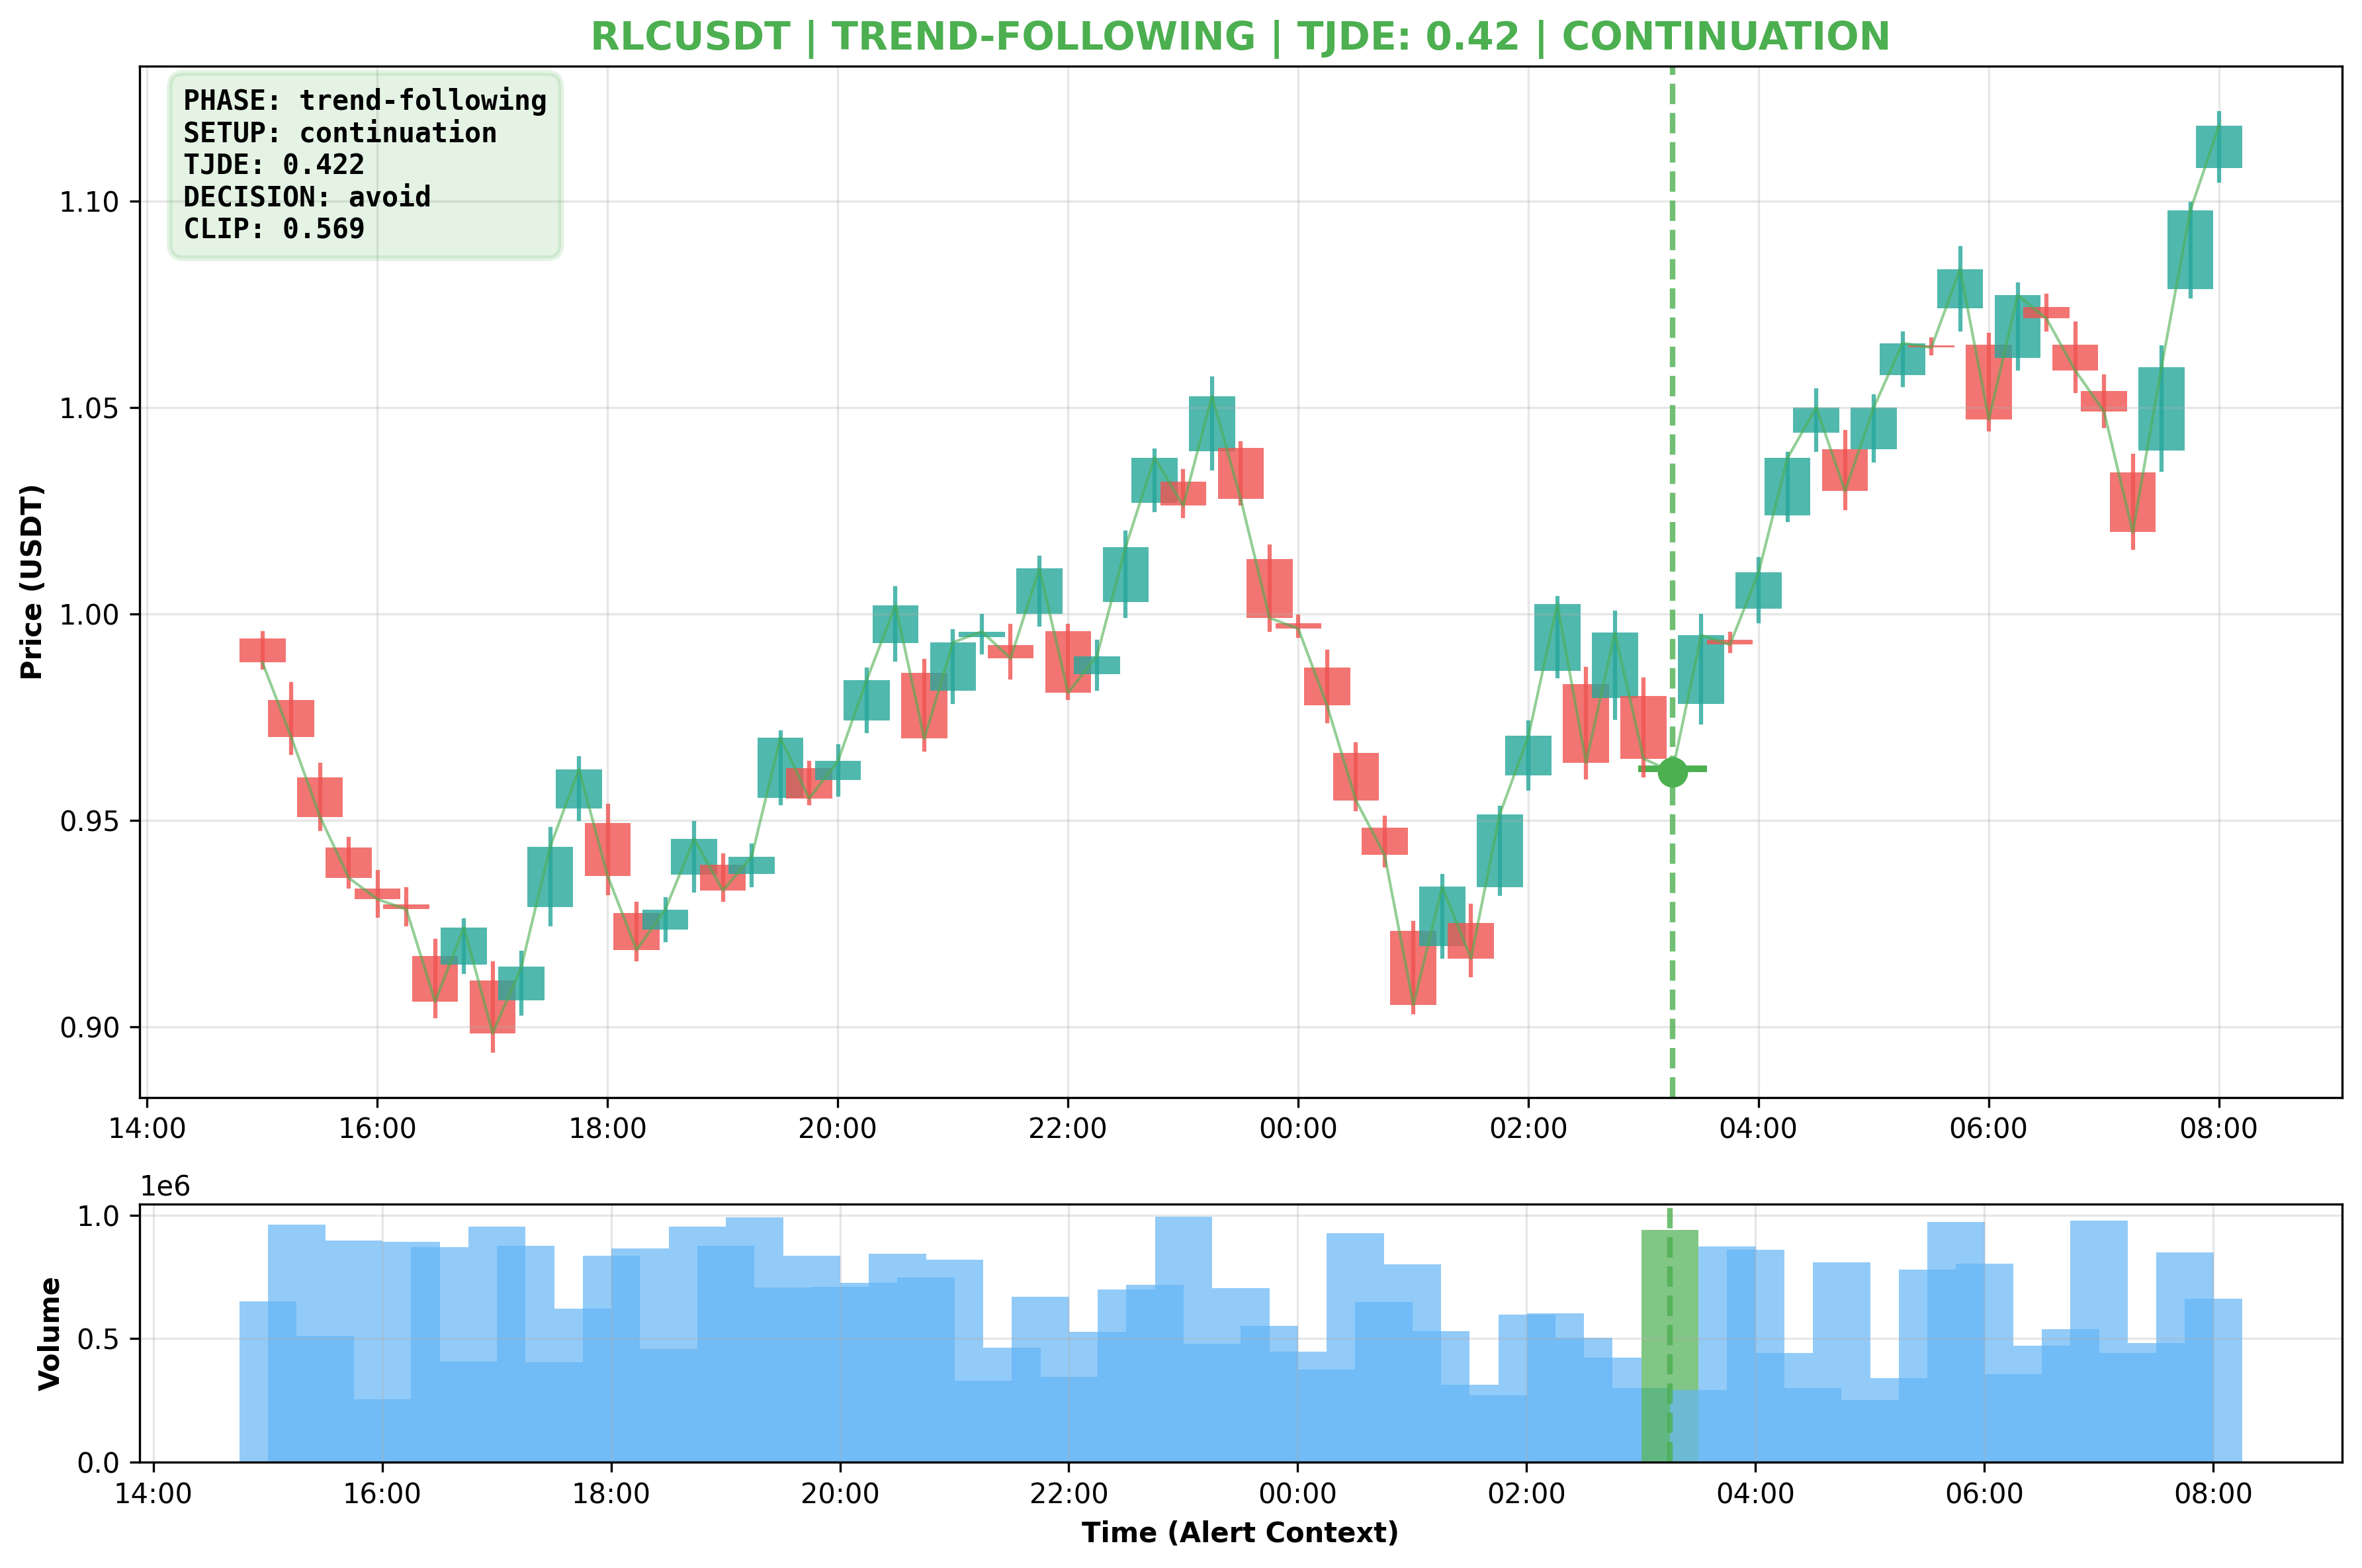 RLCUSDT | TREND-FOLLOWING | TJDE: 0.42 | CONTINUATION
PHASE: trend-following
SETUP: continuation
TJDE: 0.422
DECISION: avoid
CLIP: 0.569
Price (USDT)
1.10
1.05
1.00
0.95
0.90
14:00 16:00 18:00 20:00 22:00 00:00 02:00 04:00 06:00 08:00
1e6
Volume
1.0
0.5
0.0
14:00 16:00 18:00 20:00 22:00 00:00 02:00 04:00 06:00 08:00
Time (Alert Context)